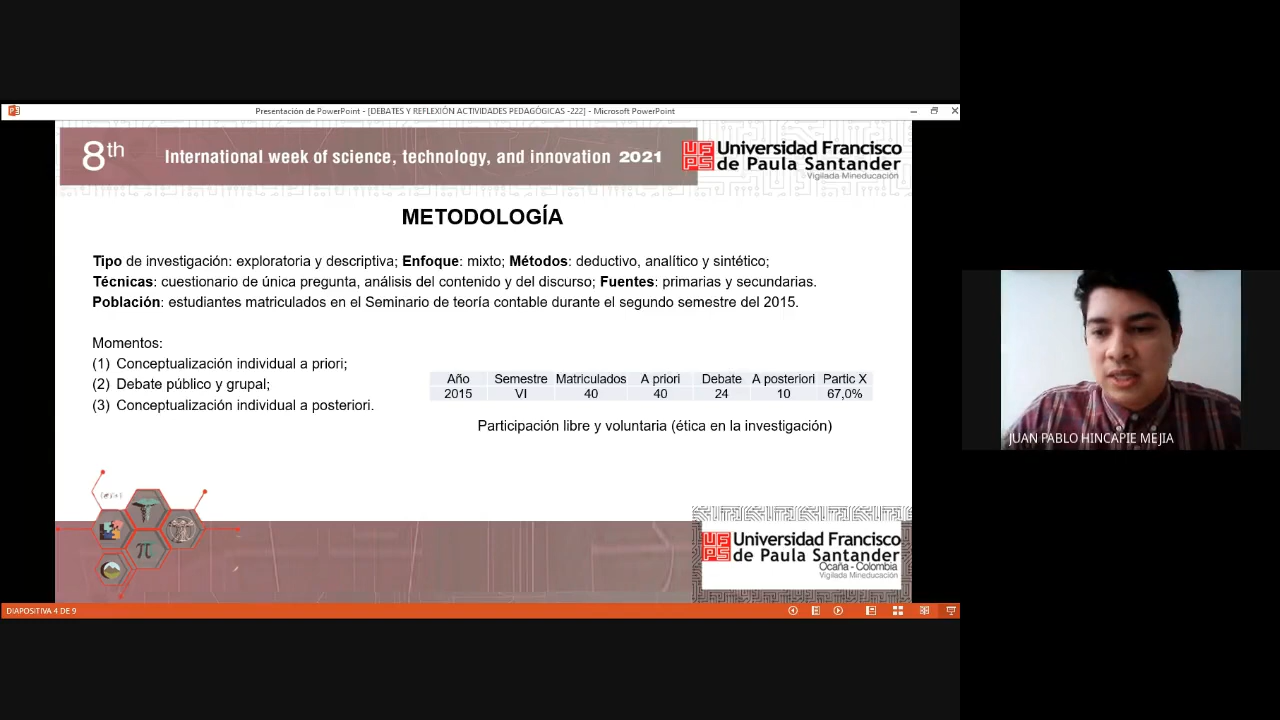 Presentación de PowerPoint - [DEBATES Y REFLEXIÓN ACTIVIDADES PEDAGÓGICAS -222] - Microsoft PowerPoint
8th
International week of science, technology, and innovation 2021
UFPS
Universidad Francisco
de Paula Santander
Vigilada Mineducación
METODOLOGÍA
Tipo de investigación: exploratoria y descriptiva; Enfoque: mixto; Métodos: deductivo, analítico y sintético;
Técnicas: cuestionario de única pregunta, análisis del contenido y del discurso; Fuentes: primarias y secundarias.
Población: estudiantes matriculados en el Seminario de teoría contable durante el segundo semestre del 2015.
Momentos:
(1) Conceptualización individual a priori;
(2) Debate público y grupal;
(3) Conceptualización individual a posteriori.
Año Semestre Matriculados A priori Debate A posteriori Partic X
2015 VI 40 40 24 10 67,0%
Participación libre y voluntaria (ética en la investigación)
π
UFPS
Universidad Francisco
de Paula Santander
Ocaña - Colombia
Vigilada Mineducación
DIAPOSITIVA 4 DE 9
JUAN PABLO HINCAPIE MEJIA